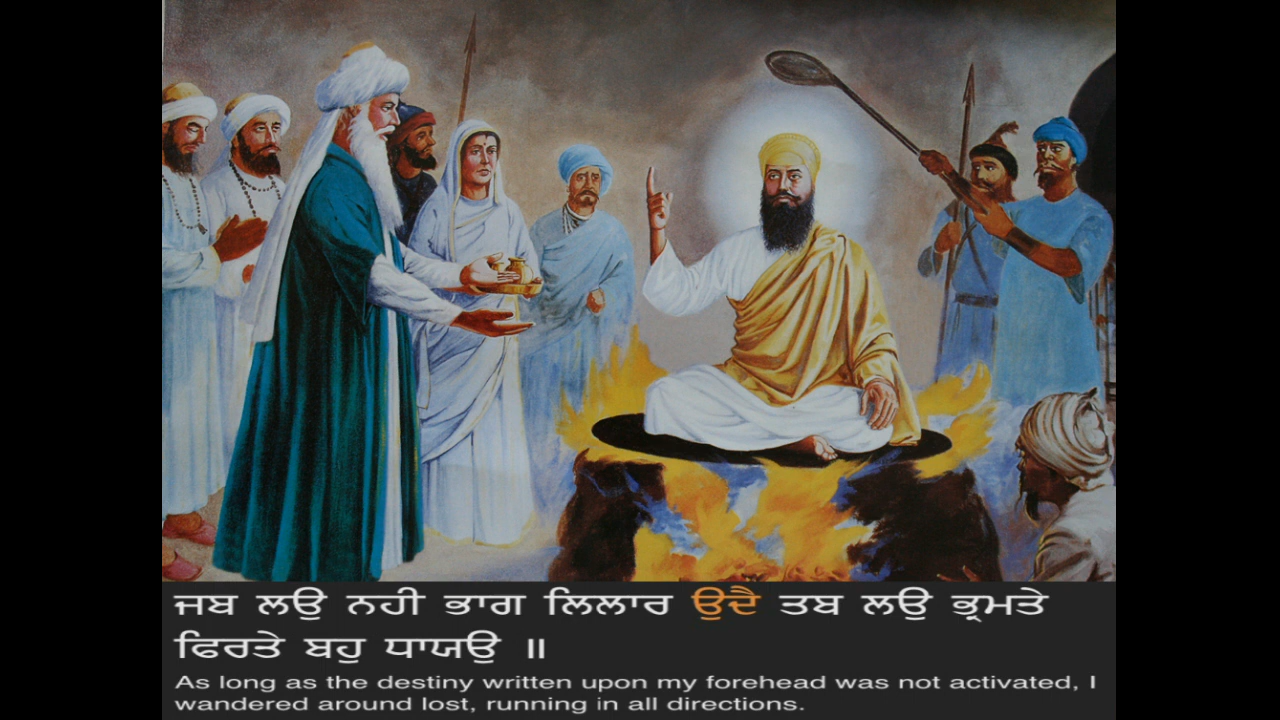 ਜਬ ਲਉ ਨਹੀ ਭਾਗ ਲਿਲਾਰ ਉਦੈ ਤਬ ਲਉ ਭ੍ਰਮਤੇ
ਫਿਰਤੇ ਬਹੁ ਧਾਯਉ ॥
As long as the destiny written upon my forehead was not activated, I
wandered around lost, running in all directions.